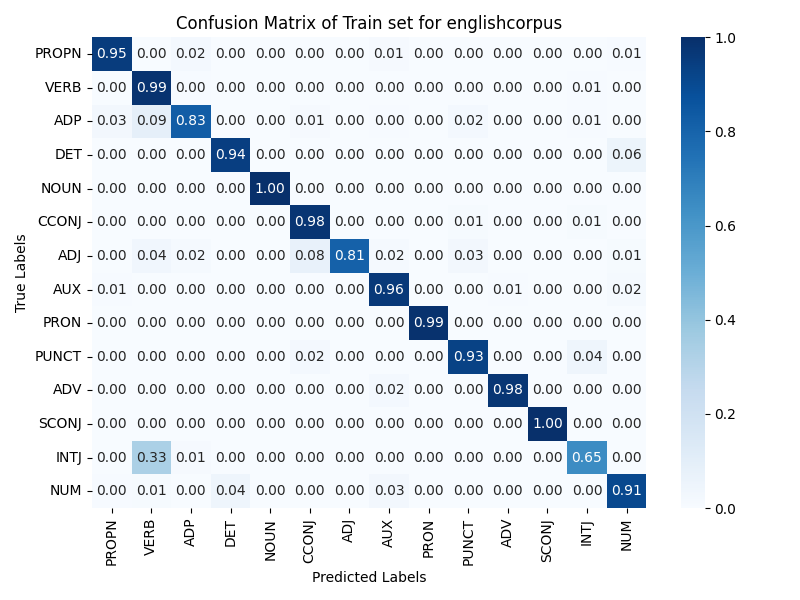 Confusion Matrix of Train set for englishcorpus
True Labels
PROPN 0.95 0.00 0.02 0.00 0.00 0.00 0.00 0.01 0.00 0.00 0.00 0.00 0.00 0.01
VERB 0.00 0.99 0.00 0.00 0.00 0.00 0.00 0.00 0.00 0.00 0.00 0.00 0.01 0.00
ADP 0.03 0.09 0.83 0.00 0.00 0.01 0.00 0.00 0.00 0.02 0.00 0.00 0.01 0.00
DET 0.00 0.00 0.00 0.94 0.00 0.00 0.00 0.00 0.00 0.00 0.00 0.00 0.00 0.06
NOUN 0.00 0.00 0.00 0.00 1.00 0.00 0.00 0.00 0.00 0.00 0.00 0.00 0.00 0.00
CCONJ 0.00 0.00 0.00 0.00 0.00 0.98 0.00 0.00 0.00 0.01 0.00 0.00 0.01 0.00
ADJ 0.00 0.04 0.02 0.00 0.00 0.08 0.81 0.02 0.00 0.03 0.00 0.00 0.00 0.01
AUX 0.01 0.00 0.00 0.00 0.00 0.00 0.00 0.96 0.00 0.00 0.01 0.00 0.00 0.02
PRON 0.00 0.00 0.00 0.00 0.00 0.00 0.00 0.00 0.99 0.00 0.00 0.00 0.00 0.00
PUNCT 0.00 0.00 0.00 0.00 0.00 0.02 0.00 0.00 0.00 0.93 0.00 0.00 0.04 0.00
ADV 0.00 0.00 0.00 0.00 0.00 0.00 0.00 0.02 0.00 0.00 0.98 0.00 0.00 0.00
SCONJ 0.00 0.00 0.00 0.00 0.00 0.00 0.00 0.00 0.00 0.00 0.00 1.00 0.00 0.00
INTJ 0.00 0.33 0.01 0.00 0.00 0.00 0.00 0.00 0.00 0.00 0.00 0.00 0.65 0.00
NUM 0.00 0.01 0.00 0.04 0.00 0.00 0.00 0.03 0.00 0.00 0.00 0.00 0.00 0.91
PROPN VERB ADP DET NOUN CCONJ ADJ AUX PRON PUNCT ADV SCONJ INTJ NUM
Predicted Labels
1.0
0.8
0.6
0.4
0.2
0.0